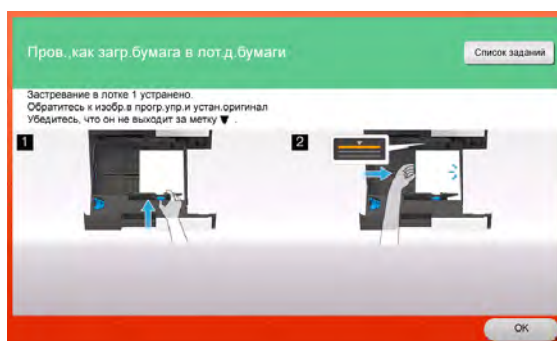 Пров.,как загр.бумага в лот.д.бумаги
Список заданий
Застревание в лотке 1 устранено.
Обратитесь к изобр.в прогр.упр.и устан.оригинал
Убедитесь, что он не выходит за метку ▼ .
1
2
OK